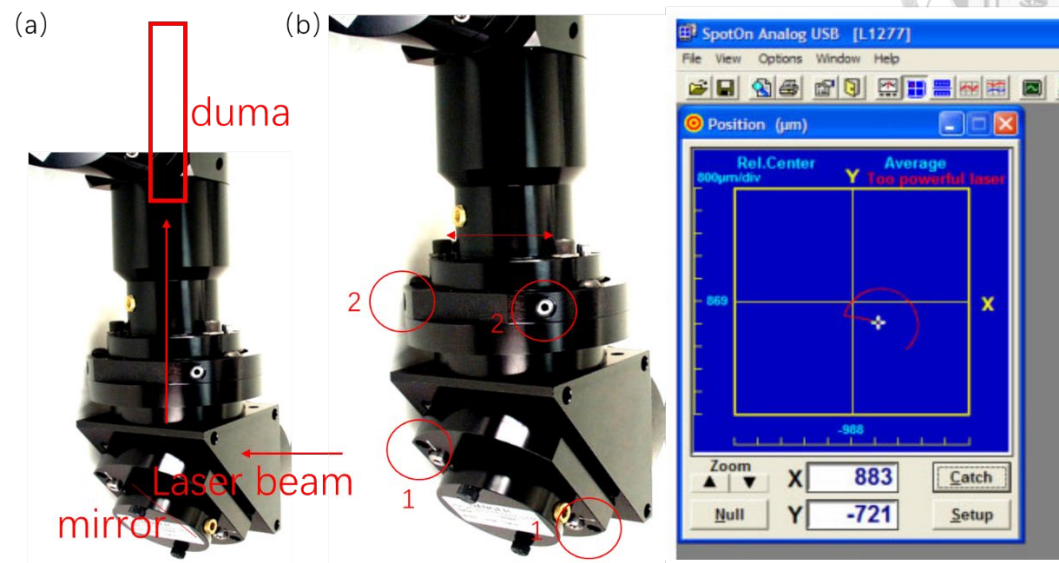 (a)
duma
Laser beam
mirror
(b)
2
2
1
1
SpotOn Analog USB [L1277]
File View Options Window Help
Position (μm)
Rel.Center
Average
800μm/div
Y
Too powerful laser
869
X
-988
Zoom
X 883
Catch
Null
Y -721
Setup